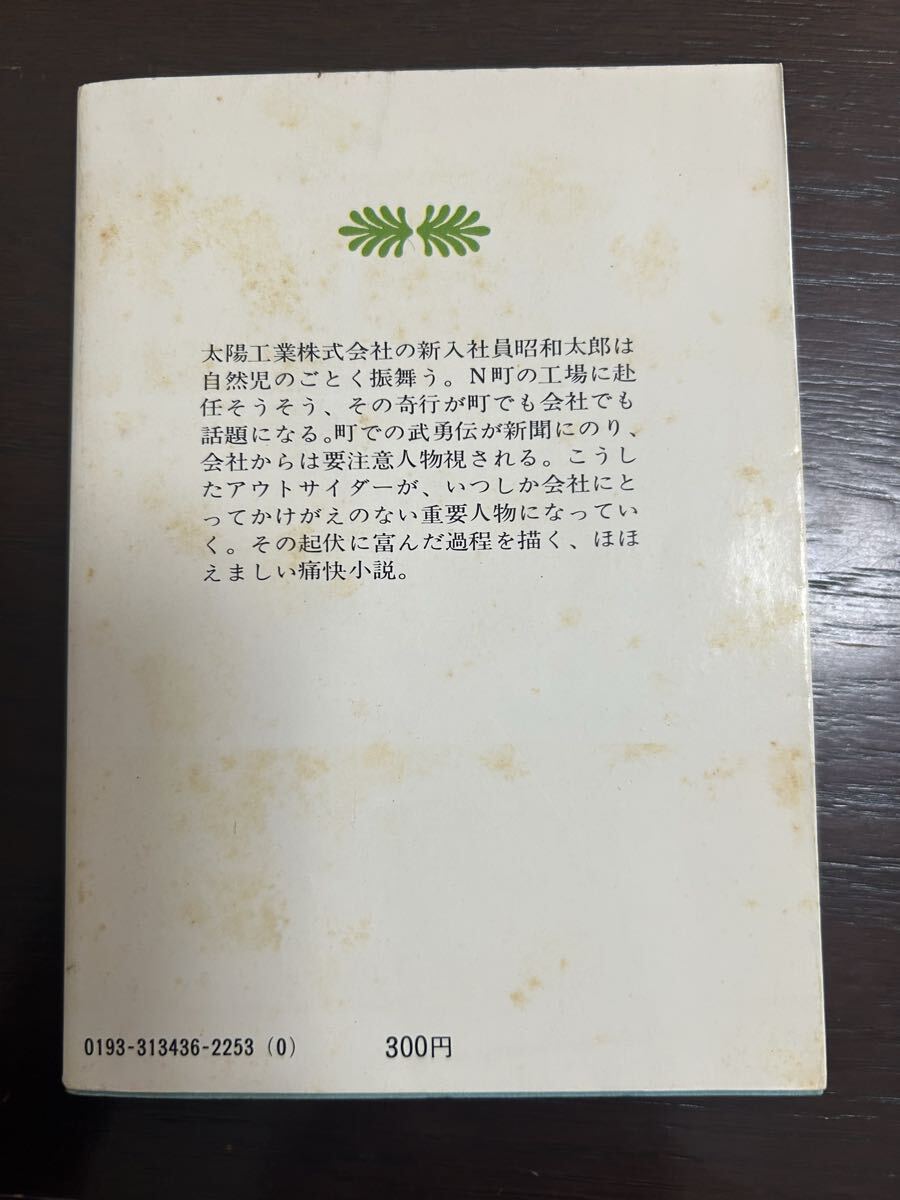 太陽工業株式会社の新入社員昭和太郎は
自然児のごとく振舞う。N町の工場に赴
任そうそう、その奇行が町でも会社でも
話題になる。町での武勇伝が新聞にのり、
会社からは要注意人物視される。こうし
たアウトサイダーが、いつしか会社にと
ってかけがえのない重要人物になってい
く。その起伏に富んだ過程を描く、ほほ
えましい痛快小説。
0193-313436-2253 (0)
300円